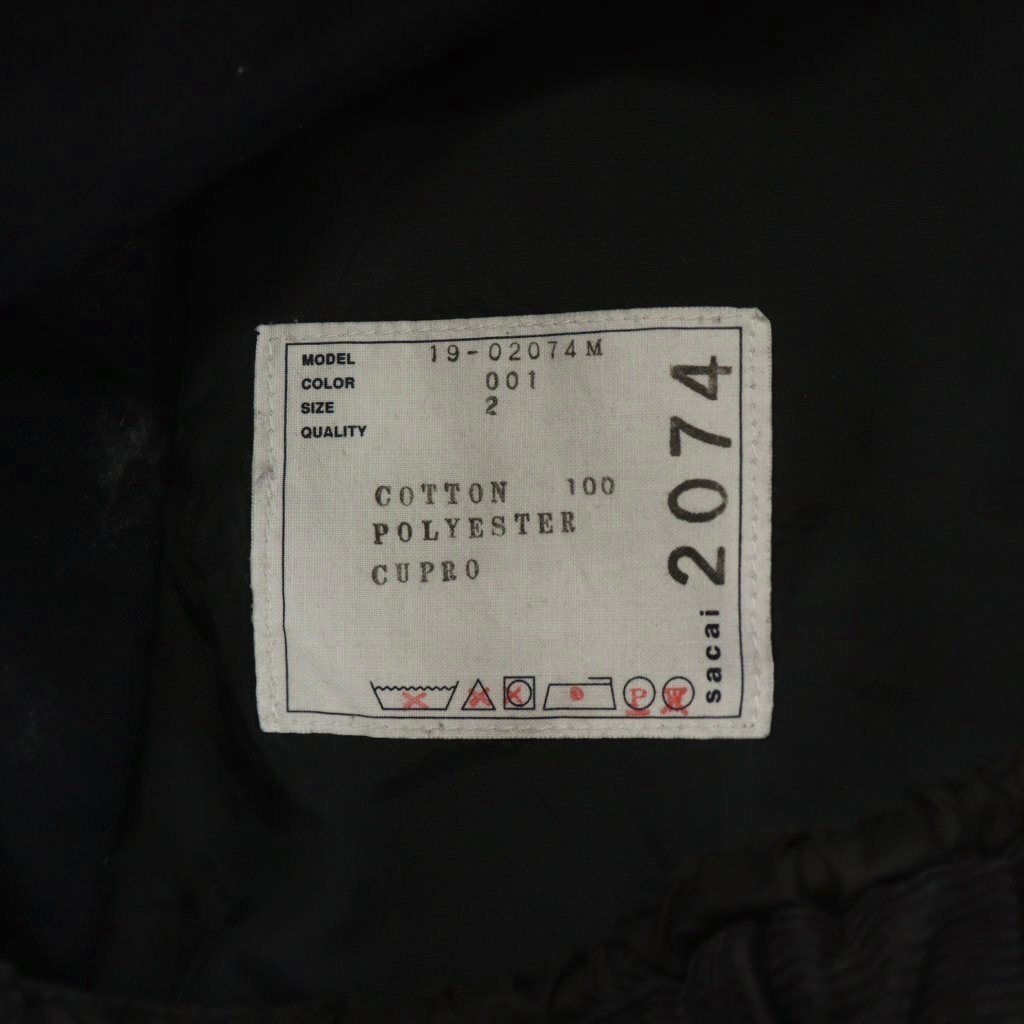 MODEL 19-02074M
COLOR 001
SIZE 2
QUALITY
COTTON 100
POLYESTER
CUPRO
P W
sacai 2074